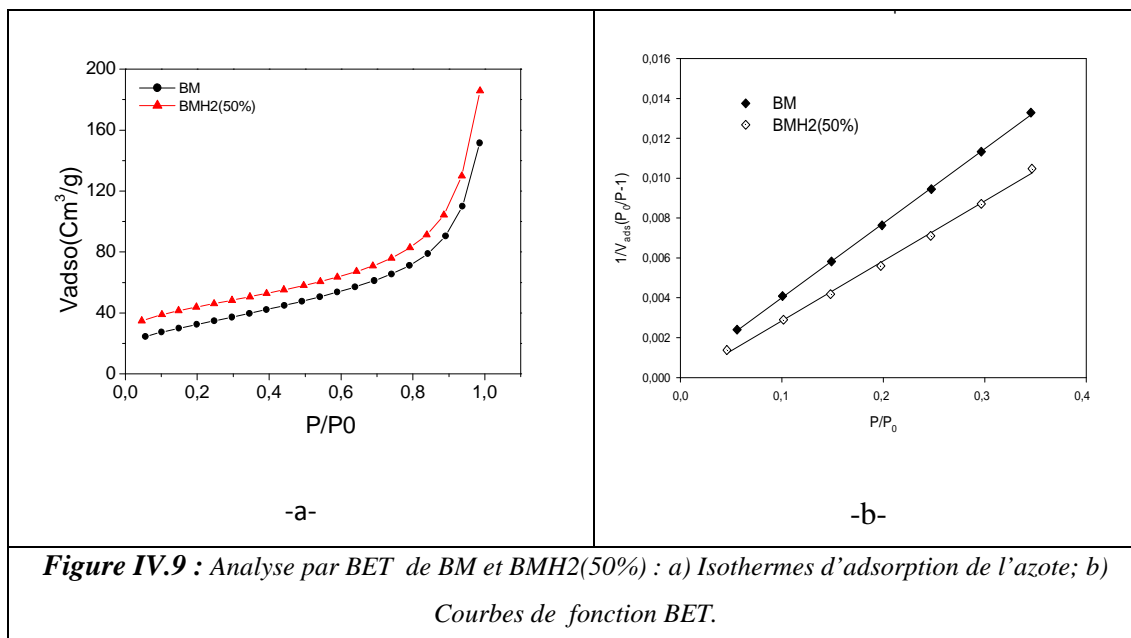 200
160
120
80
40
0
BM
BMH2(50%)
Vadso(Cm³/g)
0,0 0,2 0,4 0,6 0,8 1,0
P/P0
-a-
0,016
0,014
0,012
0,010
0,008
0,006
0,004
0,002
0,000
BM
BMH2(50%)
1/V_ads(P_0/P-1)
0,0 0,1 0,2 0,3 0,4
P/P_0
-b-
Figure IV.9 : Analyse par BET de BM et BMH2(50%) : a) Isothermes d'adsorption de l'azote; b)
Courbes de fonction BET.